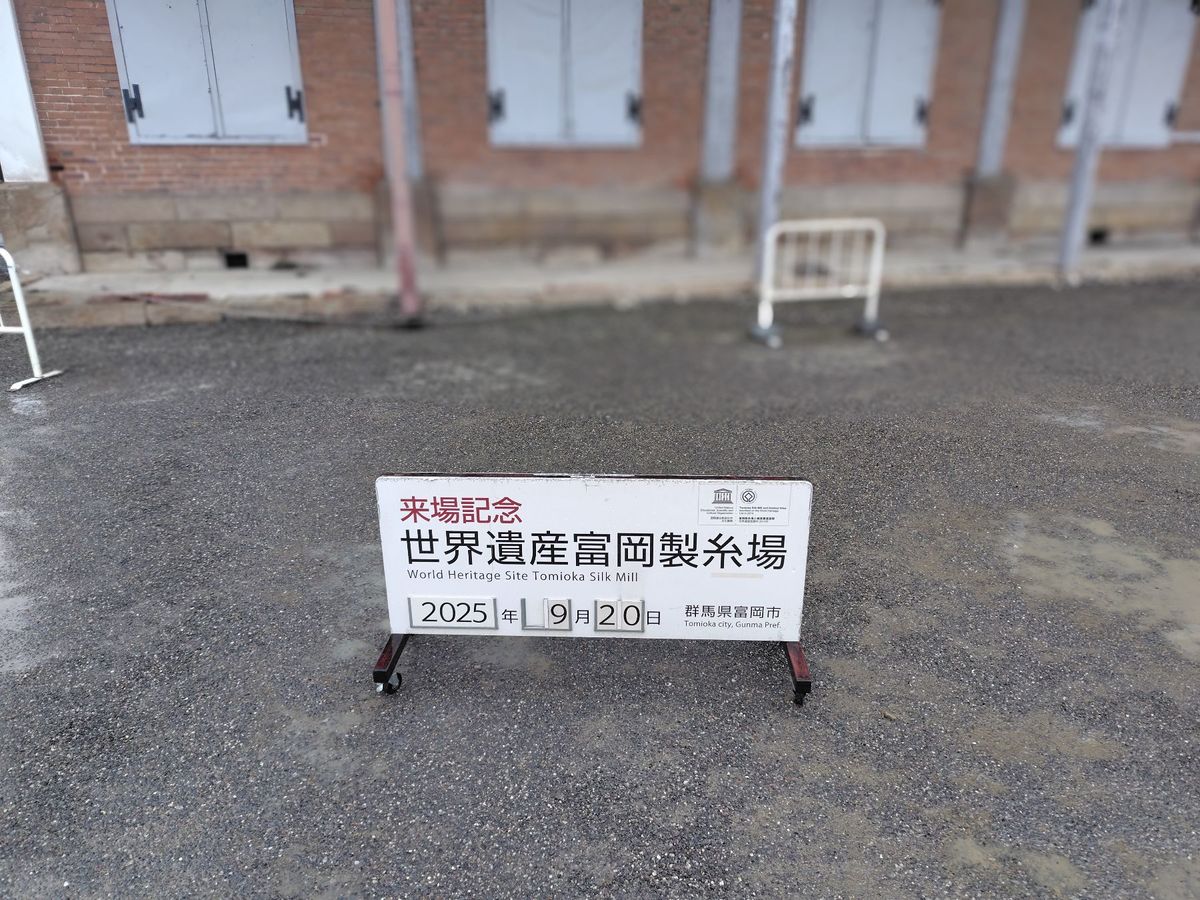 来場記念
世界遺産富岡製糸場
World Heritage Site Tomioka Silk Mill
2025年 9月20日
群馬県富岡市
Tomioka city, Gunma Pref.